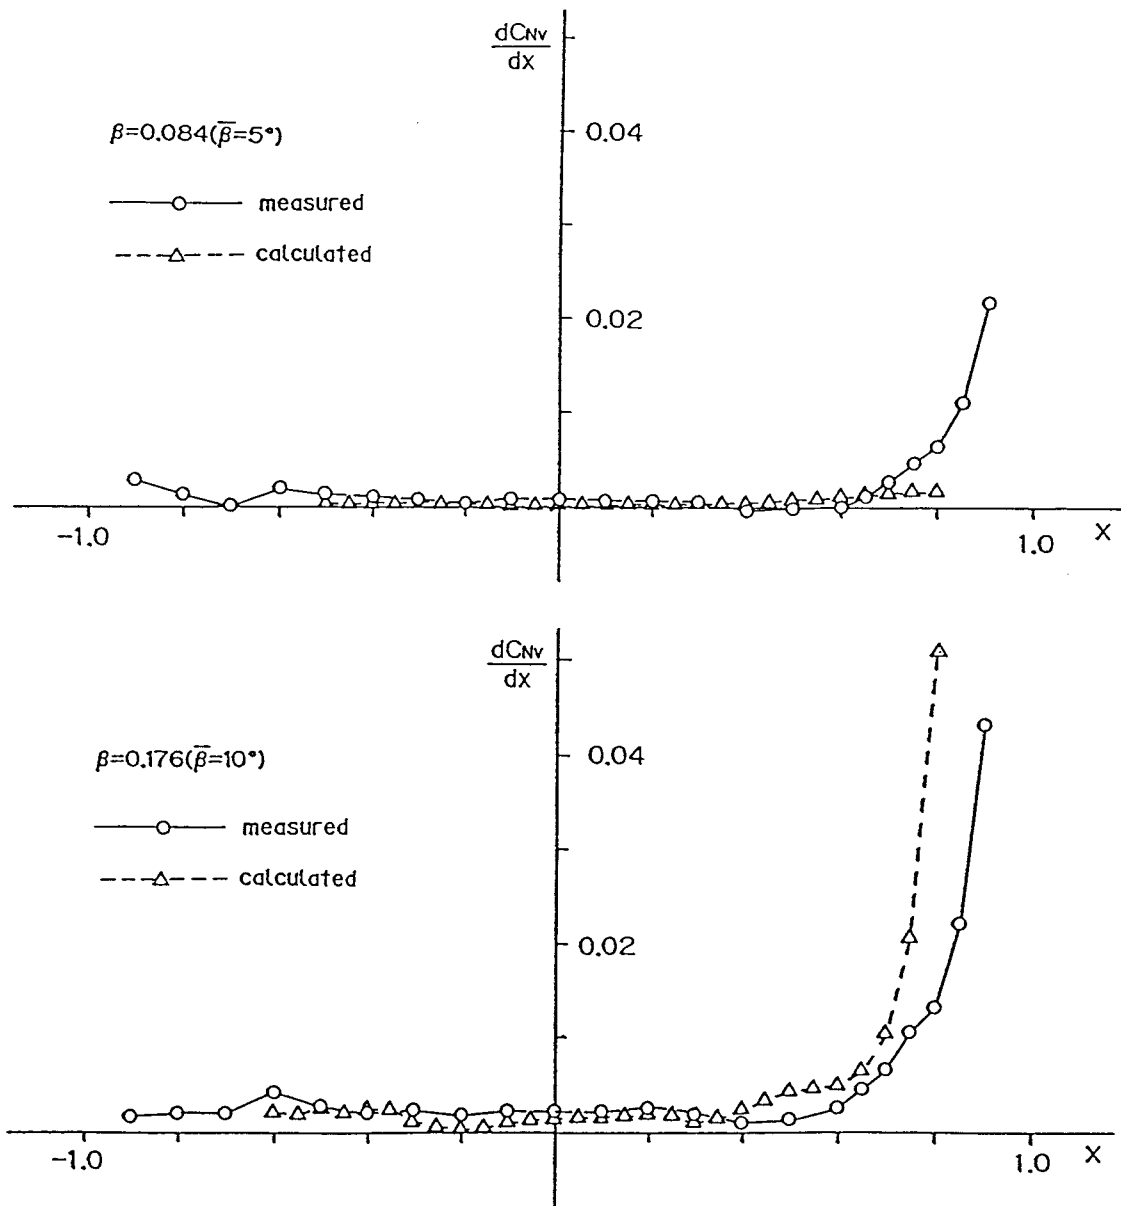 dCNv
dx
β=0.084(β̅=5°)
0.04
measured
calculated
0.02
-1.0
1.0
X
dCNv
dx
β=0.176(β̅=10°)
0.04
measured
calculated
0.02
-1.0
1.0
X